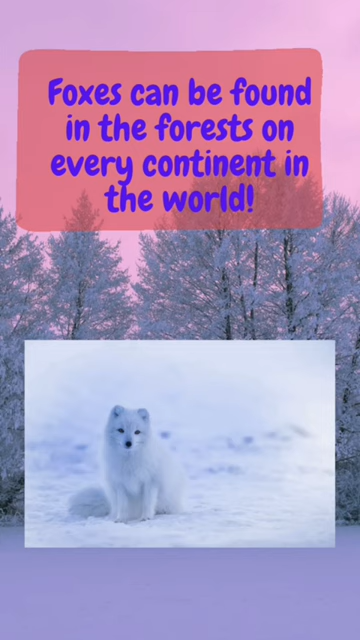 Foxes can be found
in the forests on
every continent in
the world!